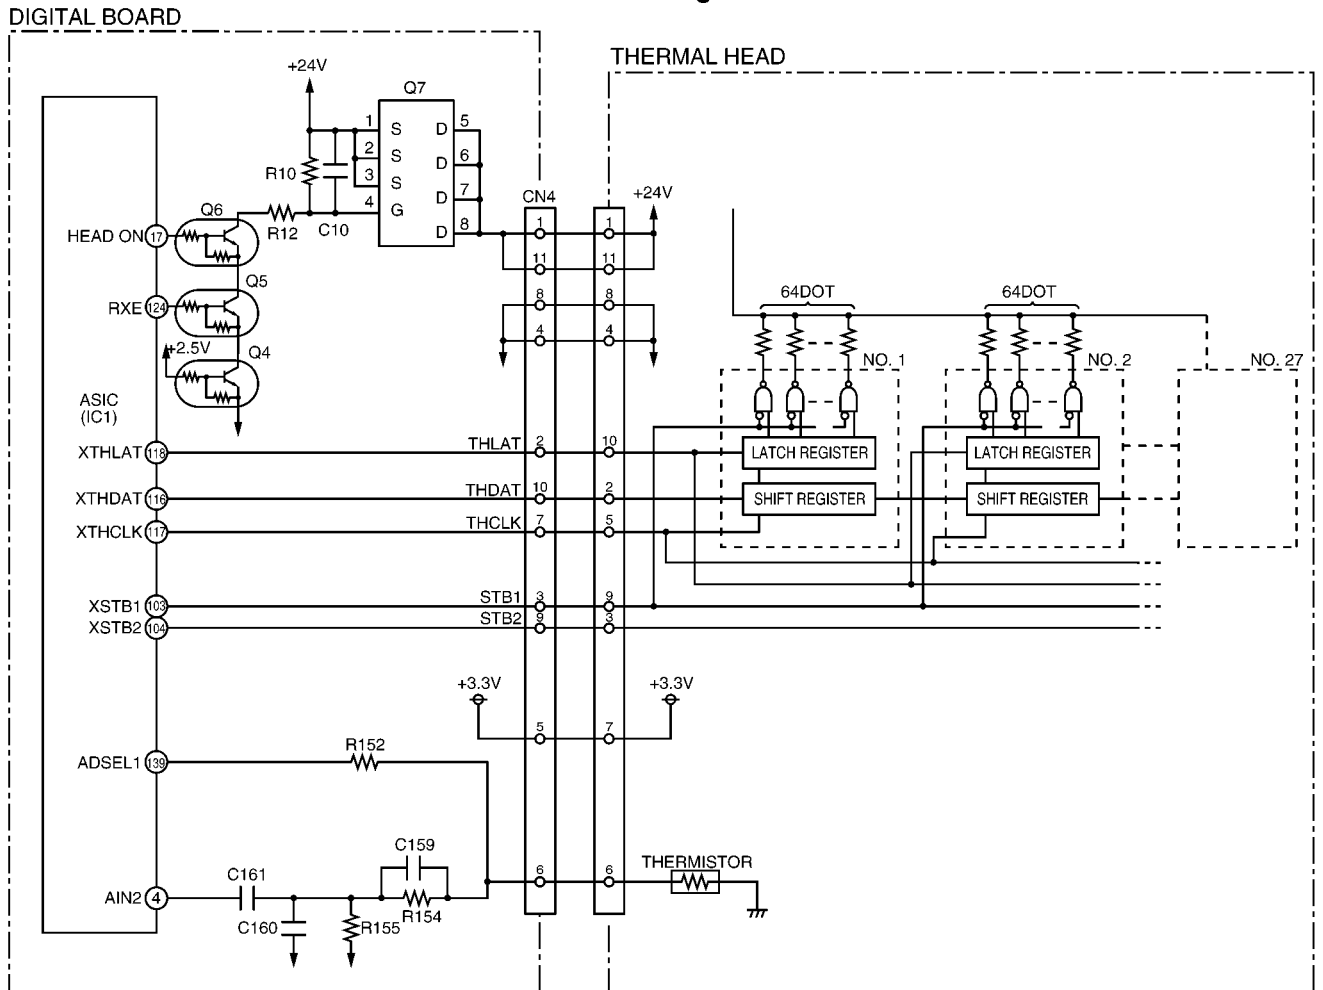 DIGITAL BOARD
THERMAL HEAD
+24V
Q7
1 S D 5
2 S D 6
3 S D 7
4 G D 8
R10
C10
R12
Q6
HEAD ON 17
Q5
RXE 124
+2.5V
Q4
ASIC
(IC1)
CN4
+24V
1 1
11 11
8 8
4 4
64DOT 64DOT
NO. 1 NO. 2 NO. 27
XTHLAT 118 THLAT 2 10
LATCH REGISTER LATCH REGISTER
XTHDAT 116 THDAT 10 2
SHIFT REGISTER SHIFT REGISTER
XTHCLK 117 THCLK 7 5
XSTB1 103 STB1 3 9
XSTB2 104 STB2 9 3
+3.3V +3.3V
5 7
ADSEL1 139 R152
C159
THERMISTOR
6 6
C161
AIN2 4
R154
C160 R155